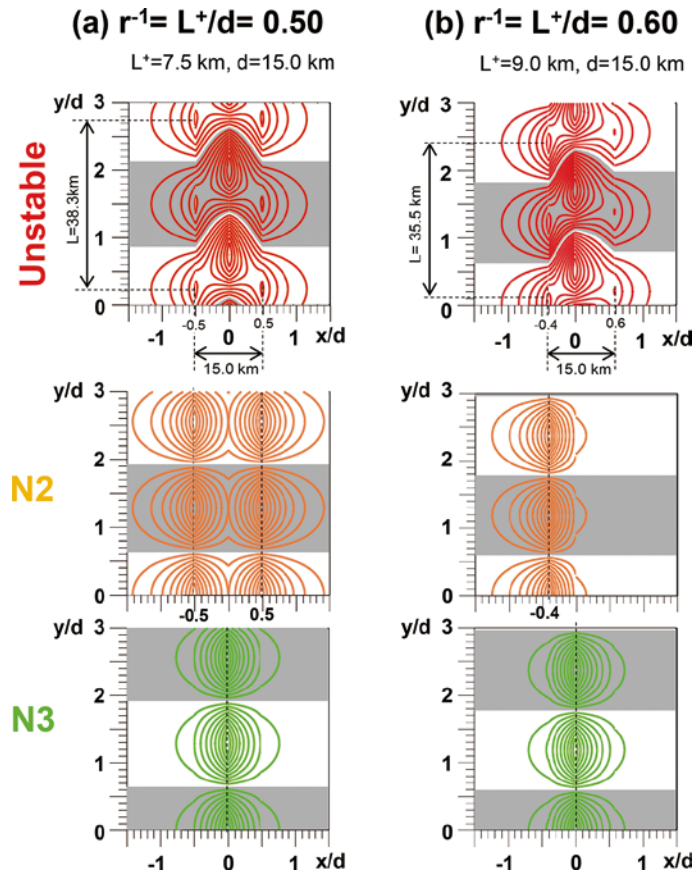 (a) r⁻¹= L⁺/d= 0.50
(b) r⁻¹= L⁺/d= 0.60
L⁺=7.5 km, d=15.0 km
L⁺=9.0 km, d=15.0 km
Unstable
y/d
3
2
1
0
L=38.3km
-0.5
0.5
-1
0
1
x/d
15.0 km
y/d
3
2
1
0
L= 35.5 km
-0.4
0.6
-1
0
1
x/d
15.0 km
N2
y/d
3
2
1
0
-0.5
0.5
y/d
3
2
1
0
-0.4
N3
y/d
3
2
1
0
-1
0
1
x/d
y/d
3
2
1
0
-1
0
1
x/d